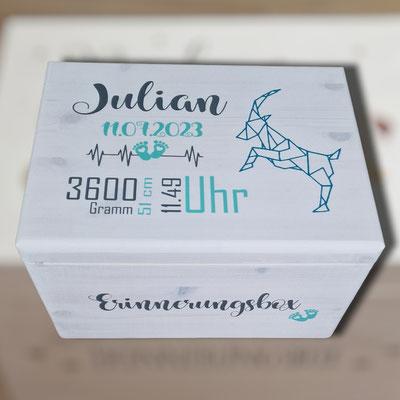 Julian
11.07.2023
3600 Gramm 51 cm 11.49 Uhr
Erinnerungsbox